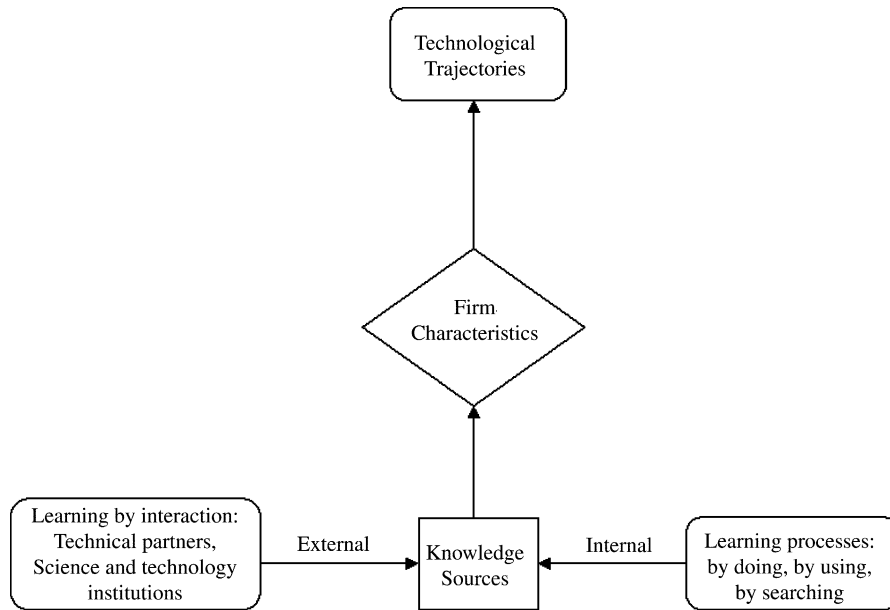 Technological
Trajectories
Firm
Characteristics
Learning by interaction:
Technical partners,
Science and technology
institutions
External
Knowledge
Sources
Internal
Learning processes:
by doing, by using,
by searching